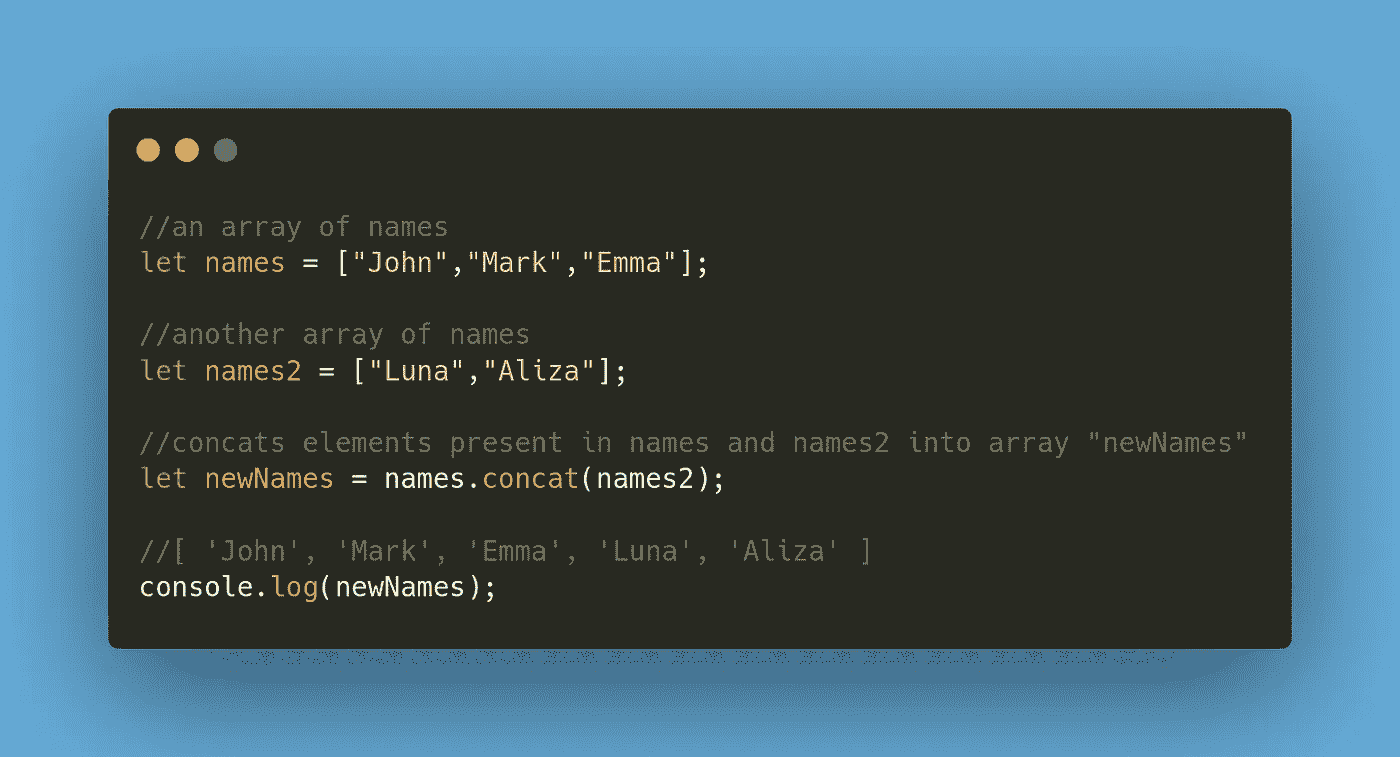 //an array of names
let names = ["John","Mark","Emma"];
//another array of names
let names2 = ["Luna","Aliza"];
//concats elements present in names and names2 into array "newNames"
let newNames = names.concat(names2);
//[ 'John', 'Mark', 'Emma', 'Luna', 'Aliza' ]
console.log(newNames);